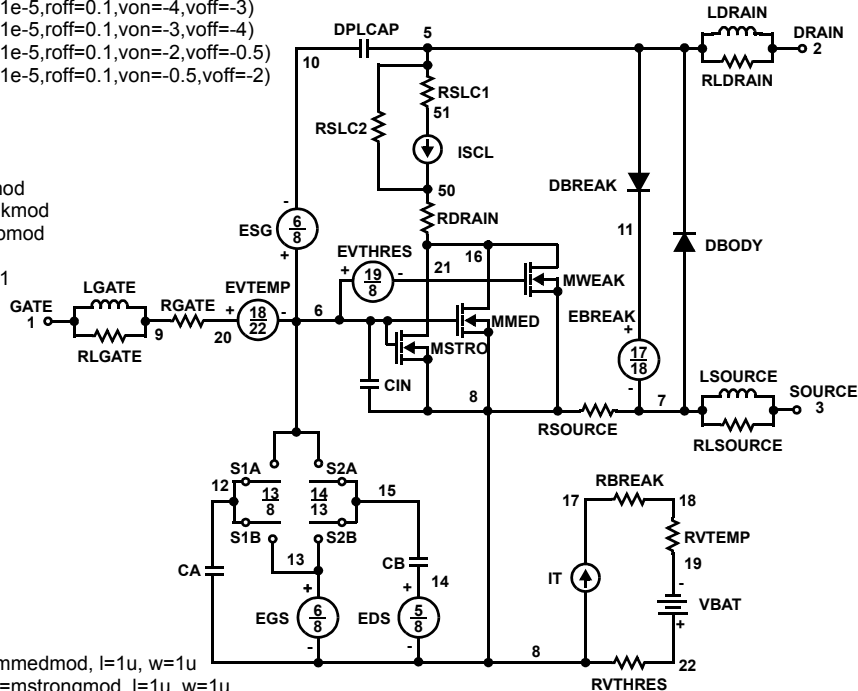 1e-5,roff=0.1,von=-4,voff=-3)
1e-5,roff=0.1,von=-3,voff=-4)
1e-5,roff=0.1,von=-2,voff=-0.5)
1e-5,roff=0.1,von=-0.5,voff=-2)
LDRAIN
DPLCAP
5
DRAIN
2
10
RLDRAIN
RSLC1
51
RSLC2
ISCL
50
DBREAK
RDRAIN
ESG
-
6
8
+
11
DBODY
EVTHRES
+
19
8
-
21
16
MWEAK
LGATE
EVTEMP
GATE
1
RGATE
+
18
22
-
6
MMED
EBREAK
+
9
20
MSTRO
17
18
-
RLGATE
CIN
LSOURCE
8
7
SOURCE
3
RSOURCE
RLSOURCE
S1A
S2A
RBREAK
12
13
8
14
13
15
17
18
S1B
S2B
RVTEMP
13
CB
19
CA
+
+
14
IT
-
VBAT
EGS
6
8
EDS
5
8
+
-
-
8
22
RVTHRES
mod
kmod
omod
1
mmedmod, l=1u, w=1u
=mstrongmod, l=1u, w=1u